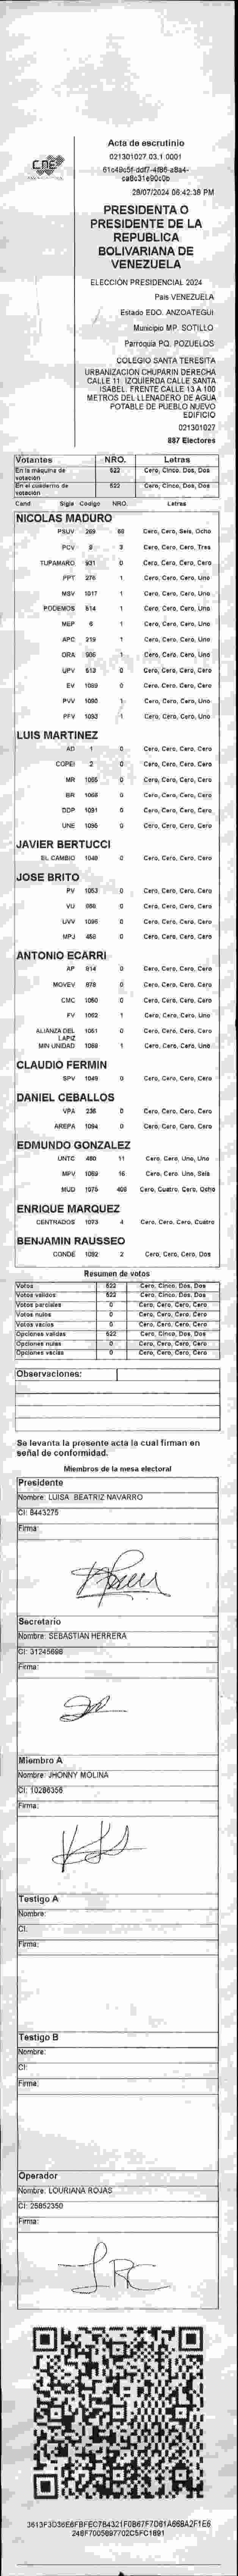 CNE
Acta de escrutinio
021301027.03.1.0001
28/07/2024 06:42:38 PM
PRESIDENTA O
PRESIDENTE DE LA
REPUBLICA
BOLIVARIANA DE
VENEZUELA
ELECCIÓN PRESIDENCIAL 2024
País VENEZUELA
Estado EDO. ANZOATEGUI
Municipio MP. SOTILLO
Parroquia PQ. POZUELOS
COLEGIO SANTA TERESITA
URBANIZACIÓN CHUPARIN DERECHA
CALLE 11. IZQUIERDA CALLE SANTA
ISABEL. FRENTE CALLE 13 A 100
METROS DEL LLENADERO DE AGUA
POTABLE DE PUEBLO NUEVO
EDIFICIO
021301027
887 Electores
Votantes NRO. Letras
En la máquina de votación 522 Cero, Cinco, Dos, Dos
En el cuaderno de votación 522 Cero, Cinco, Dos, Dos
Cand Sigla Código NRO. Letras
NICOLAS MADURO
PSUV 269 68 Cero, Cero, Seis, Ocho
PCV 8 3 Cero, Cero, Cero, Tres
TUPAMARO 931 0 Cero, Cero, Cero, Cero
PPT 276 1 Cero, Cero, Cero, Uno
MSV 1017 1 Cero, Cero, Cero, Uno
PODEMOS 514 1 Cero, Cero, Cero, Uno
MEP 6 1 Cero, Cero, Cero, Uno
APC 219 1 Cero, Cero, Cero, Uno
ORA 906 1 Cero, Cero, Cero, Uno
UPV 513 0 Cero, Cero, Cero, Cero
EV 1089 0 Cero, Cero, Cero, Cero
PVV 1090 1 Cero, Cero, Cero, Uno
PFV 1093 1 Cero, Cero, Cero, Uno
LUIS MARTINEZ
AD 1 0 Cero, Cero, Cero, Cero
COPEI 2 0 Cero, Cero, Cero, Cero
MR 1055 0 Cero, Cero, Cero, Cero
BR 1068 0 Cero, Cero, Cero, Cero
DDP 1091 0 Cero, Cero, Cero, Cero
UNE 1095 0 Cero, Cero, Cero, Cero
JAVIER BERTUCCI
EL CAMBIO 1040 0 Cero, Cero, Cero, Cero
JOSE BRITO
PV 1053 0 Cero, Cero, Cero, Cero
VU 0 Cero, Cero, Cero, Cero
UVV 1096 0 Cero, Cero, Cero, Cero
MPJ 458 0 Cero, Cero, Cero, Cero
ANTONIO ECARRI
AP 914 0 Cero, Cero, Cero, Cero
MOVEV 978 0 Cero, Cero, Cero, Cero
CMC 1050 0 Cero, Cero, Cero, Cero
FV 1002 1 Cero, Cero, Cero, Uno
ALIANZA DEL LAPIZ 1051 0 Cero, Cero, Cero, Cero
MIN UNIDAD 1088 1 Cero, Cero, Cero, Uno
CLAUDIO FERMIN
SPV 1049 0 Cero, Cero, Cero, Cero
DANIEL CEBALLOS
VPA 236 0 Cero, Cero, Cero, Cero
AREPA 1094 0 Cero, Cero, Cero, Cero
EDMUNDO GONZALEZ
UNTC 480 11 Cero, Cero, Uno, Uno
MPV 1089 16 Cero, Cero, Uno, Seis
MUD 1075 408 Cero, Cuatro, Cero, Ocho
ENRIQUE MARQUEZ
CENTRADOS 1073 4 Cero, Cero, Cero, Cuatro
BENJAMIN RAUSSEO
CONDE 1092 2 Cero, Cero, Cero, Dos
Resumen de votos
Votos 522 Cero, Cinco, Dos, Dos
Votos validos 522 Cero, Cinco, Dos, Dos
Votos parciales 0 Cero, Cero, Cero, Cero
Votos nulos 0 Cero, Cero, Cero, Cero
Votos vacios 0 Cero, Cero, Cero, Cero
Opciones validas 522 Cero, Cinco, Dos, Dos
Opciones nulas 0 Cero, Cero, Cero, Cero
Opciones vacias 0 Cero, Cero, Cero, Cero
Observaciones:
Se levanta la presente acta la cual firman en
señal de conformidad.
Miembros de la mesa electoral
Presidente
Nombre: LUISA BEATRIZ NAVARRO
CI: 8443275
Firma:
Secretario
Nombre: SEBASTIAN HERRERA
CI: 31245698
Firma:
Miembro A
Nombre: JHONNY MOLINA
CI: 10286356
Firma:
Testigo A
Nombre:
CI:
Firma:
Testigo B
Nombre:
CI:
Firma:
Operador
Nombre: LOURIANA ROJAS
CI: 25852350
Firma:
LRC